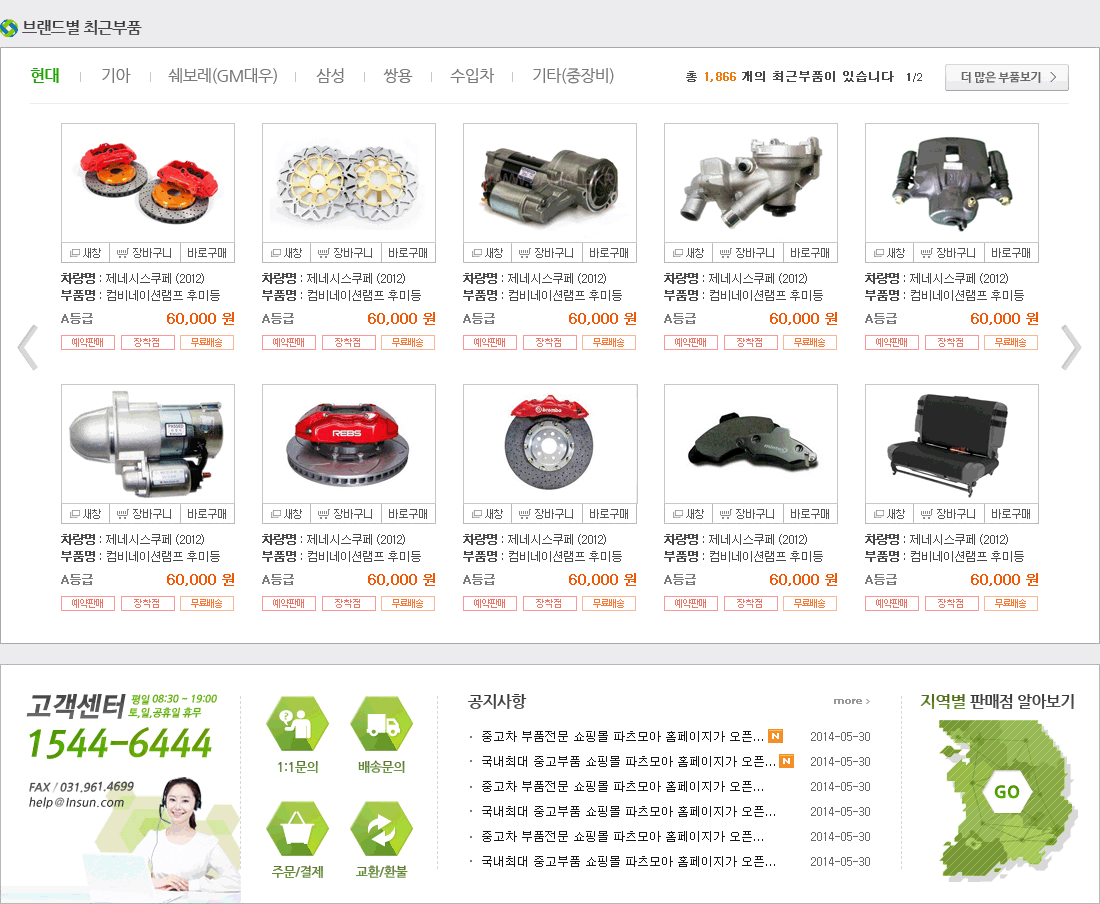 브랜드별 최근부품
현대 기아 쉐보레(GM대우) 삼성 쌍용 수입차 기타(중장비) 총 1,866 개의 최근부품이 있습니다 1/2 더 많은 부품보기 >
새창 장바구니 바로구매 새창 장바구니 바로구매 새창 장바구니 바로구매 새창 장바구니 바로구매 새창 장바구니 바로구매
차량명 : 제네시스쿠페 (2012) 차량명 : 제네시스쿠페 (2012) 차량명 : 제네시스쿠페 (2012) 차량명 : 제네시스쿠페 (2012) 차량명 : 제네시스쿠페 (2012)
부품명 : 컴비네이션램프 후미등 부품명 : 컴비네이션램프 후미등 부품명 : 컴비네이션램프 후미등 부품명 : 컴비네이션램프 후미등 부품명 : 컴비네이션램프 후미등
A등급 60,000 원 A등급 60,000 원 A등급 60,000 원 A등급 60,000 원 A등급 60,000 원
예약판매 장착점 무료배송 예약판매 장착점 무료배송 예약판매 장착점 무료배송 예약판매 장착점 무료배송 예약판매 장착점 무료배송
REBS brembo
새창 장바구니 바로구매 새창 장바구니 바로구매 새창 장바구니 바로구매 새창 장바구니 바로구매 새창 장바구니 바로구매
차량명 : 제네시스쿠페 (2012) 차량명 : 제네시스쿠페 (2012) 차량명 : 제네시스쿠페 (2012) 차량명 : 제네시스쿠페 (2012) 차량명 : 제네시스쿠페 (2012)
부품명 : 컴비네이션램프 후미등 부품명 : 컴비네이션램프 후미등 부품명 : 컴비네이션램프 후미등 부품명 : 컴비네이션램프 후미등 부품명 : 컴비네이션램프 후미등
A등급 60,000 원 A등급 60,000 원 A등급 60,000 원 A등급 60,000 원 A등급 60,000 원
예약판매 장착점 무료배송 예약판매 장착점 무료배송 예약판매 장착점 무료배송 예약판매 장착점 무료배송 예약판매 장착점 무료배송
고객센터 평일 08:30 ~ 19:00
토,일,공휴일 휴무
1544-6444
FAX / 031.961.4699
help@Insun.com
1:1문의 배송문의
주문/결제 교환/환불
공지사항 more >
· 중고차 부품전문 쇼핑몰 파츠모아 홈페이지가 오픈... N 2014-05-30
· 국내최대 중고부품 쇼핑몰 파츠모아 홈페이지가 오픈... N 2014-05-30
· 중고차 부품전문 쇼핑몰 파츠모아 홈페이지가 오픈... 2014-05-30
· 국내최대 중고부품 쇼핑몰 파츠모아 홈페이지가 오픈... 2014-05-30
· 중고차 부품전문 쇼핑몰 파츠모아 홈페이지가 오픈... 2014-05-30
· 국내최대 중고부품 쇼핑몰 파츠모아 홈페이지가 오픈... 2014-05-30
지역별 판매점 알아보기
GO